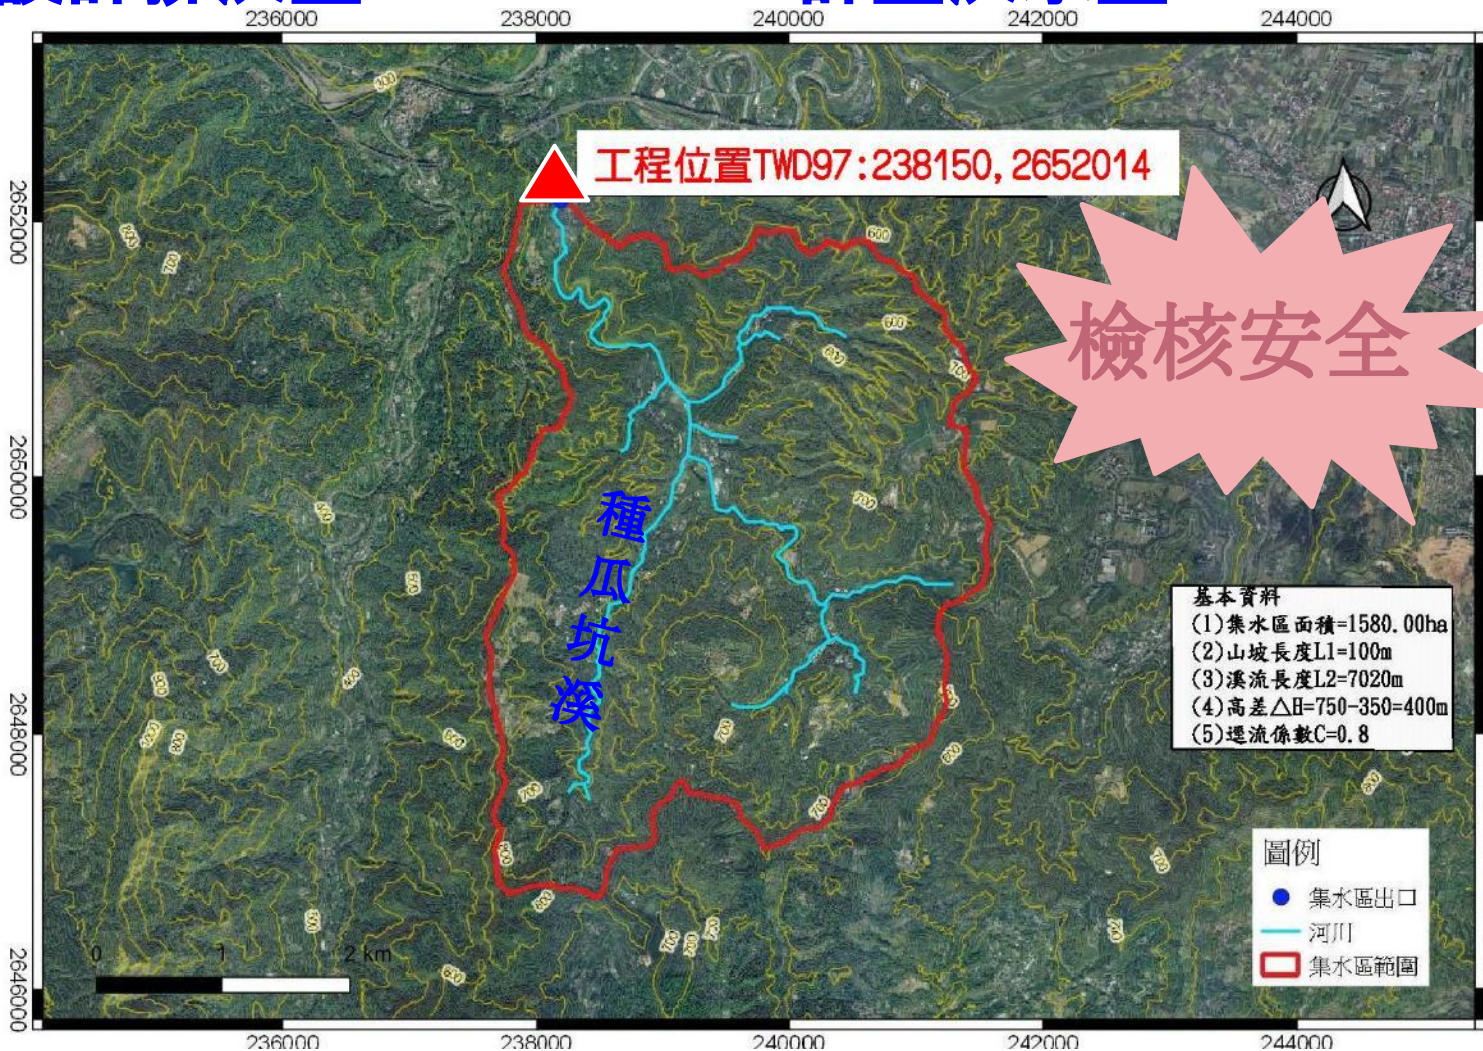 236000
238000
240000
242000
244000
工程位置TWD97:238150, 2652014
檢核安全
2652000
2650000
2648000
2646000
種瓜坑溪
基本資料
(1)集水區面積=1580.00ha
(2)山坡長度L1=100m
(3)溪流長度L2=7020m
(4)高差△H=750-350=400m
(5)逕流係數C=0.8
圖例
集水區出口
河川
集水區範圍
0 1 2 km
236000
238000
240000
242000
244000